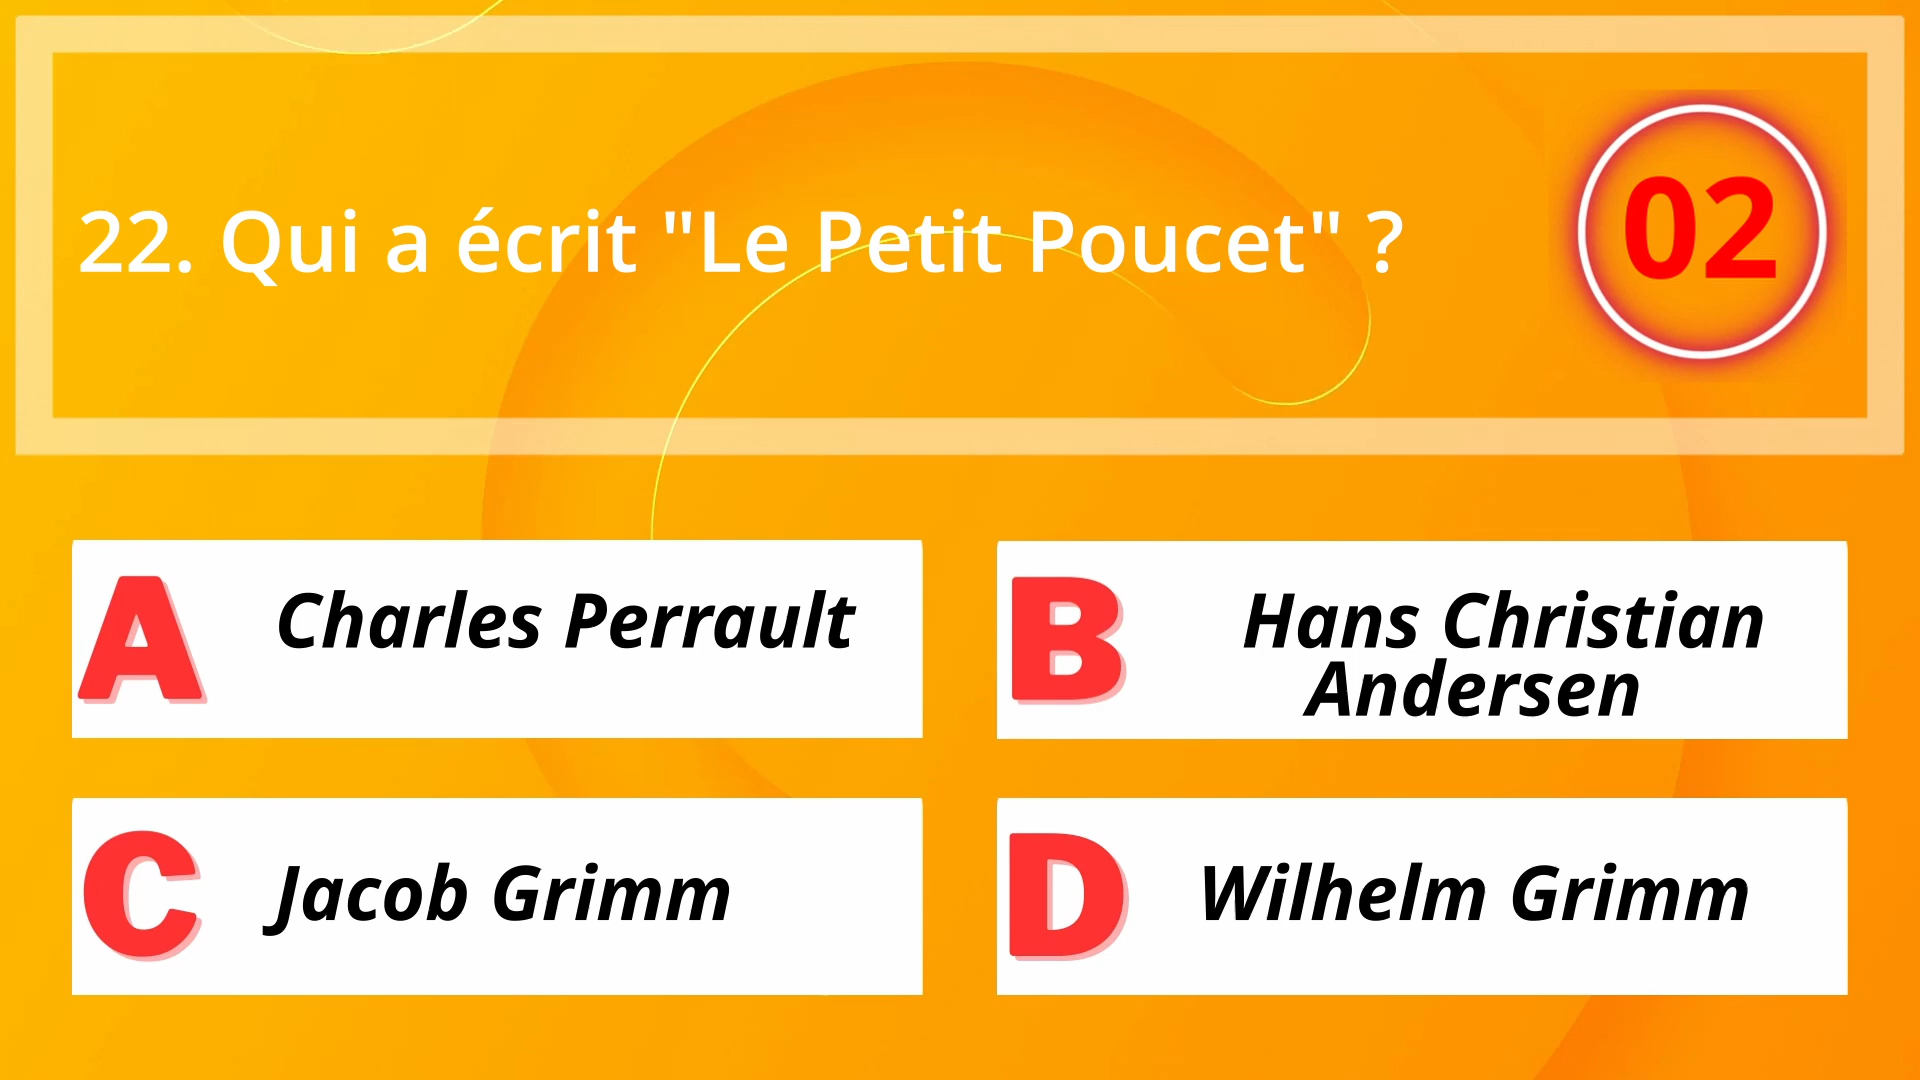 22. Qui a écrit "Le Petit Poucet" ?
02
A
Charles Perrault
B
Hans Christian
Andersen
C
Jacob Grimm
D
Wilhelm Grimm